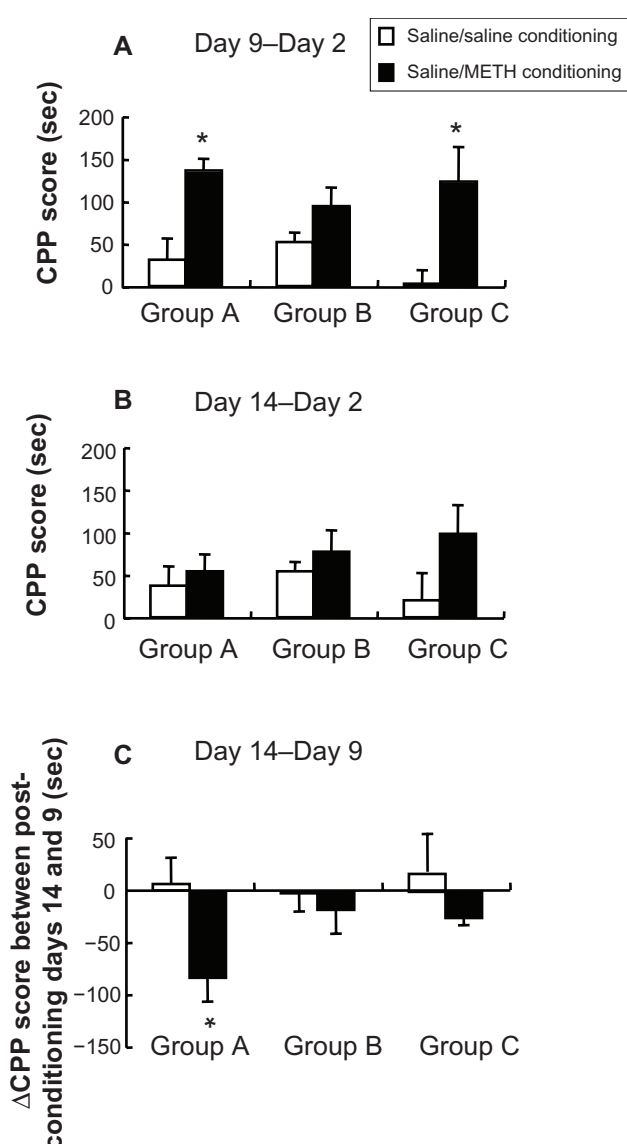 A Day 9–Day 2
Saline/saline conditioning
Saline/METH conditioning
CPP score (sec)
200
150
100
50
0
*
*
Group A Group B Group C
B Day 14–Day 2
CPP score (sec)
200
150
100
50
0
Group A Group B Group C
C Day 14–Day 9
ΔCPP score between post-
conditioning days 14 and 9 (sec)
50
0
−50
−100
−150
*
Group A Group B Group C